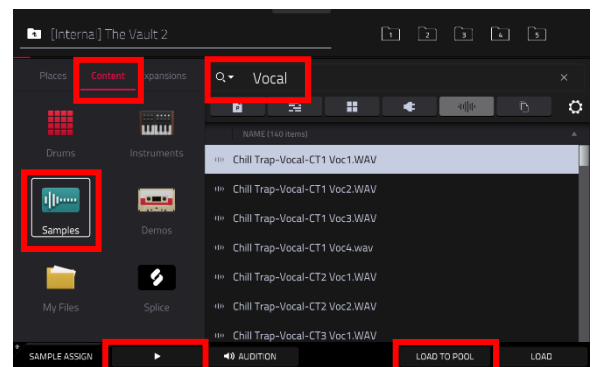 [Internal] The Vault 2
1 2 3 4 5
Places Content Expansions
Vocal
NAME (140 items)
Drums Instruments
Chill Trap-Vocal-CT1 Voc1.WAV
Chill Trap-Vocal-CT1 Voc2.WAV
Chill Trap-Vocal-CT1 Voc3.WAV
Samples Demos
Chill Trap-Vocal-CT1 Voc4.wav
Chill Trap-Vocal-CT2 Voc1.WAV
My Files Splice
Chill Trap-Vocal-CT2 Voc2.WAV
Chill Trap-Vocal-CT3 Voc1.WAV
SAMPLE ASSIGN AUDITION LOAD TO POOL LOAD